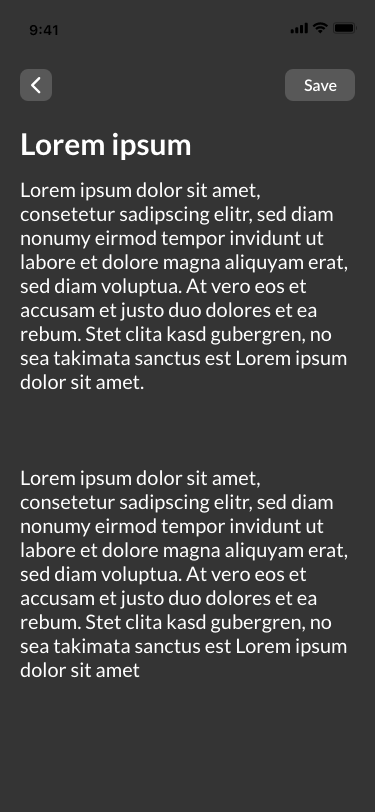 9:41
Save
Lorem ipsum
Lorem ipsum dolor sit amet,
consetetur sadipscing elitr, sed diam
nonumy eirmod tempor invidunt ut
labore et dolore magna aliquyam erat,
sed diam voluptua. At vero eos et
accusam et justo duo dolores et ea
rebum. Stet clita kasd gubergren, no
sea takimata sanctus est Lorem ipsum
dolor sit amet.
Lorem ipsum dolor sit amet,
consetetur sadipscing elitr, sed diam
nonumy eirmod tempor invidunt ut
labore et dolore magna aliquyam erat,
sed diam voluptua. At vero eos et
accusam et justo duo dolores et ea
rebum. Stet clita kasd gubergren, no
sea takimata sanctus est Lorem ipsum
dolor sit amet